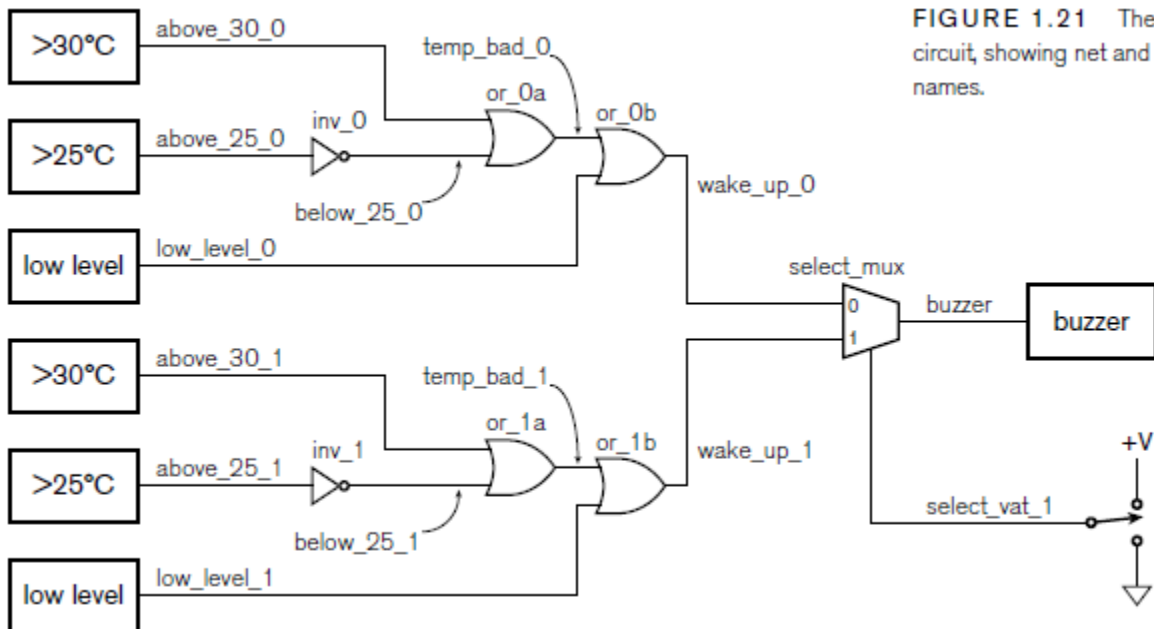 FIGURE 1.21 The
circuit, showing net and
names.
>30°C
above_30_0
temp_bad_0
or_0a
or_0b
>25°C
above_25_0
inv_0
below_25_0
wake_up_0
low level
low_level_0
select_mux
0
1
buzzer
buzzer
>30°C
above_30_1
temp_bad_1
or_1a
or_1b
>25°C
above_25_1
inv_1
below_25_1
wake_up_1
+V
select_vat_1
low level
low_level_1